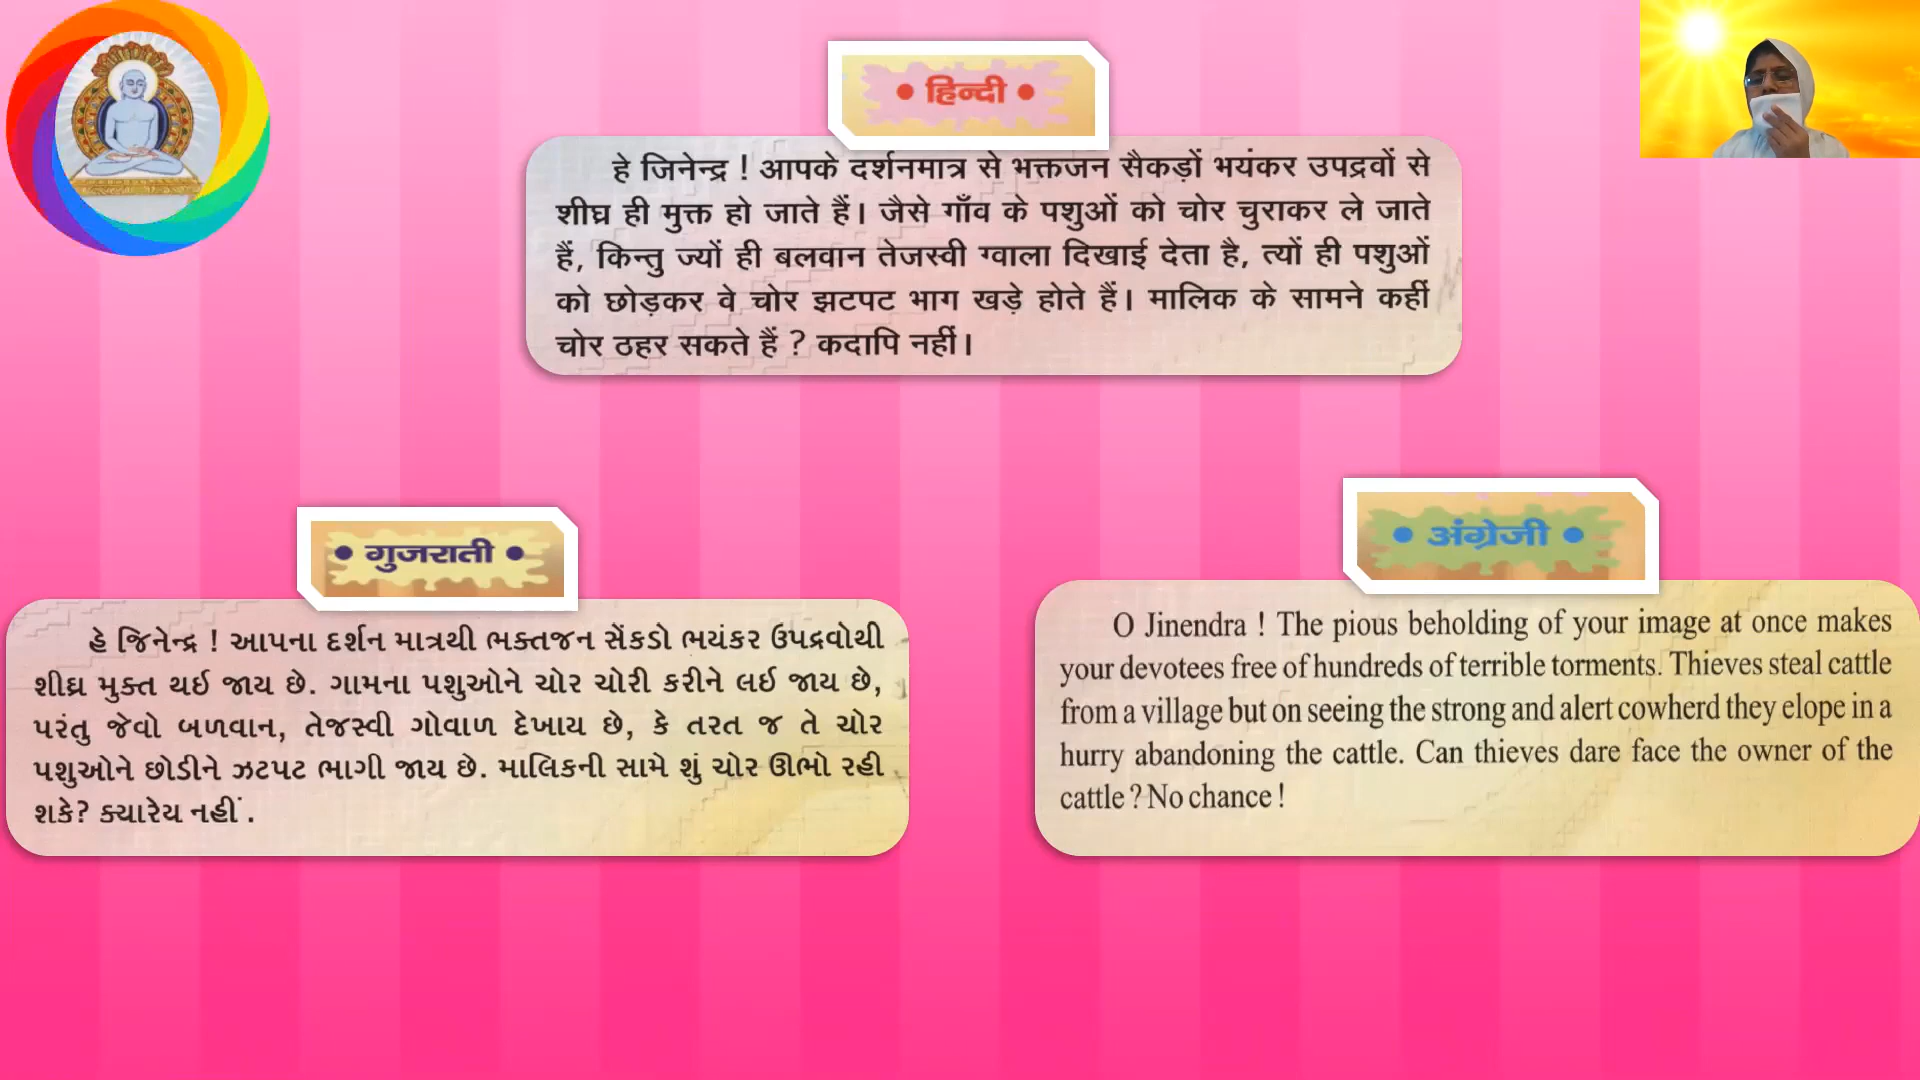 • हिन्दी •
हे जिनेन्द्र ! आपके दर्शनमात्र से भक्तजन सैकड़ों भयंकर उपद्रवों से
शीघ्र ही मुक्त हो जाते हैं। जैसे गाँव के पशुओं को चोर चुराकर ले जाते
हैं, किन्तु ज्यों ही बलवान तेजस्वी ग्वाला दिखाई देता है, त्यों ही पशुओं
को छोड़कर वे चोर झटपट भाग खड़े होते हैं। मालिक के सामने कहीं
चोर ठहर सकते हैं ? कदापि नहीं।
• गुजराती •
હે જિનેન્દ્ર ! આપના દર્શન માત્રથી ભક્તજન સેંકડો ભયંકર ઉપદ્રવોથી
શીઘ્ર મુક્ત થઈ જાય છે. ગામના પશુઓને ચોર ચોરી કરીને લઈ જાય છે,
પરંતુ જેવો બળવાન, તેજસ્વી ગોવાળ દેખાય છે, કે તરત જ તે ચોર
પશુઓને છોડીને ઝટપટ ભાગી જાય છે. માલિકની સામે શું ચોર ઊભો રહી
શકે? ક્યારેય નહીં.
• अंग्रेजी •
O Jinendra ! The pious beholding of your image at once makes
your devotees free of hundreds of terrible torments. Thieves steal cattle
from a village but on seeing the strong and alert cowherd they elope in a
hurry abandoning the cattle. Can thieves dare face the owner of the
cattle ? No chance !